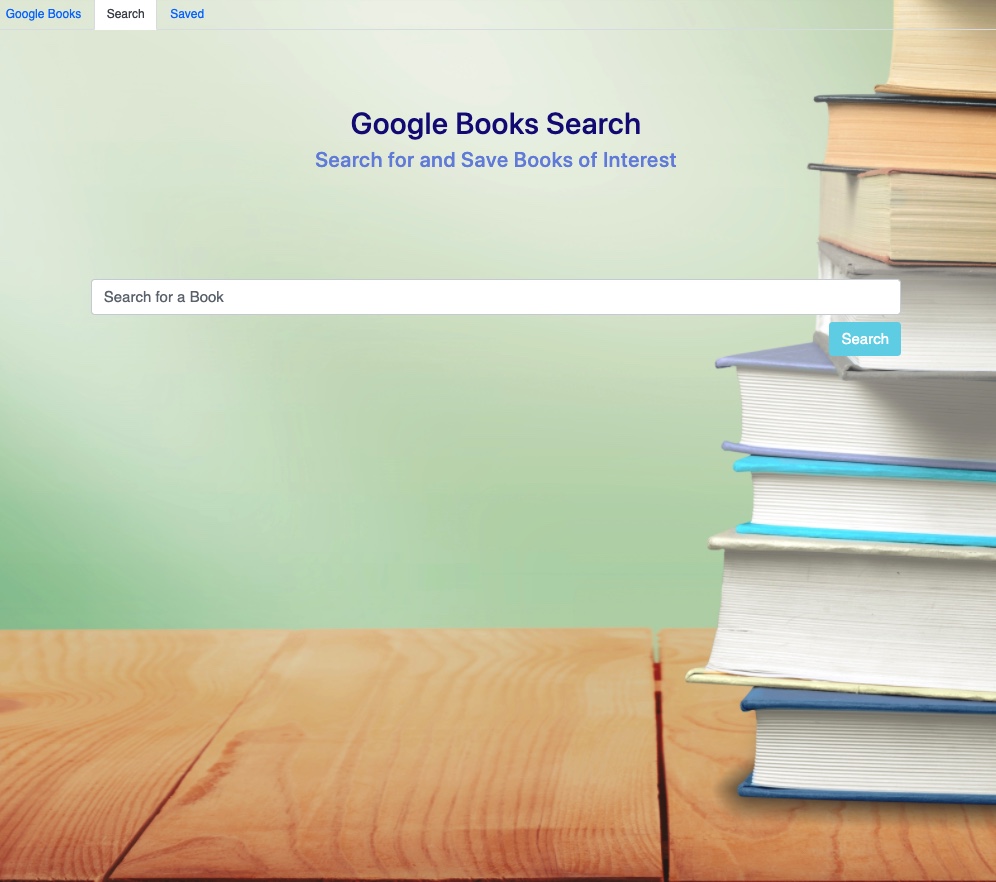 Google Books Search Saved
Google Books Search
Search for and Save Books of Interest
Search for a Book
Search